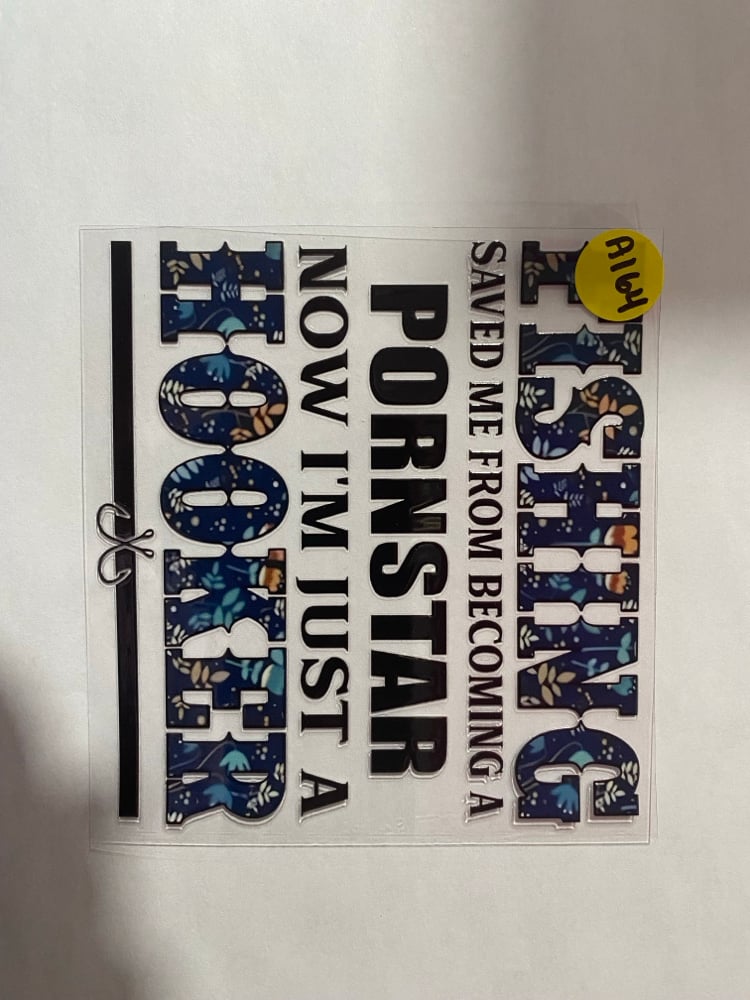 A164
FISHING
SAVED ME FROM BECOMING A
PORNSTAR
NOW I'M JUST A
HOOKER